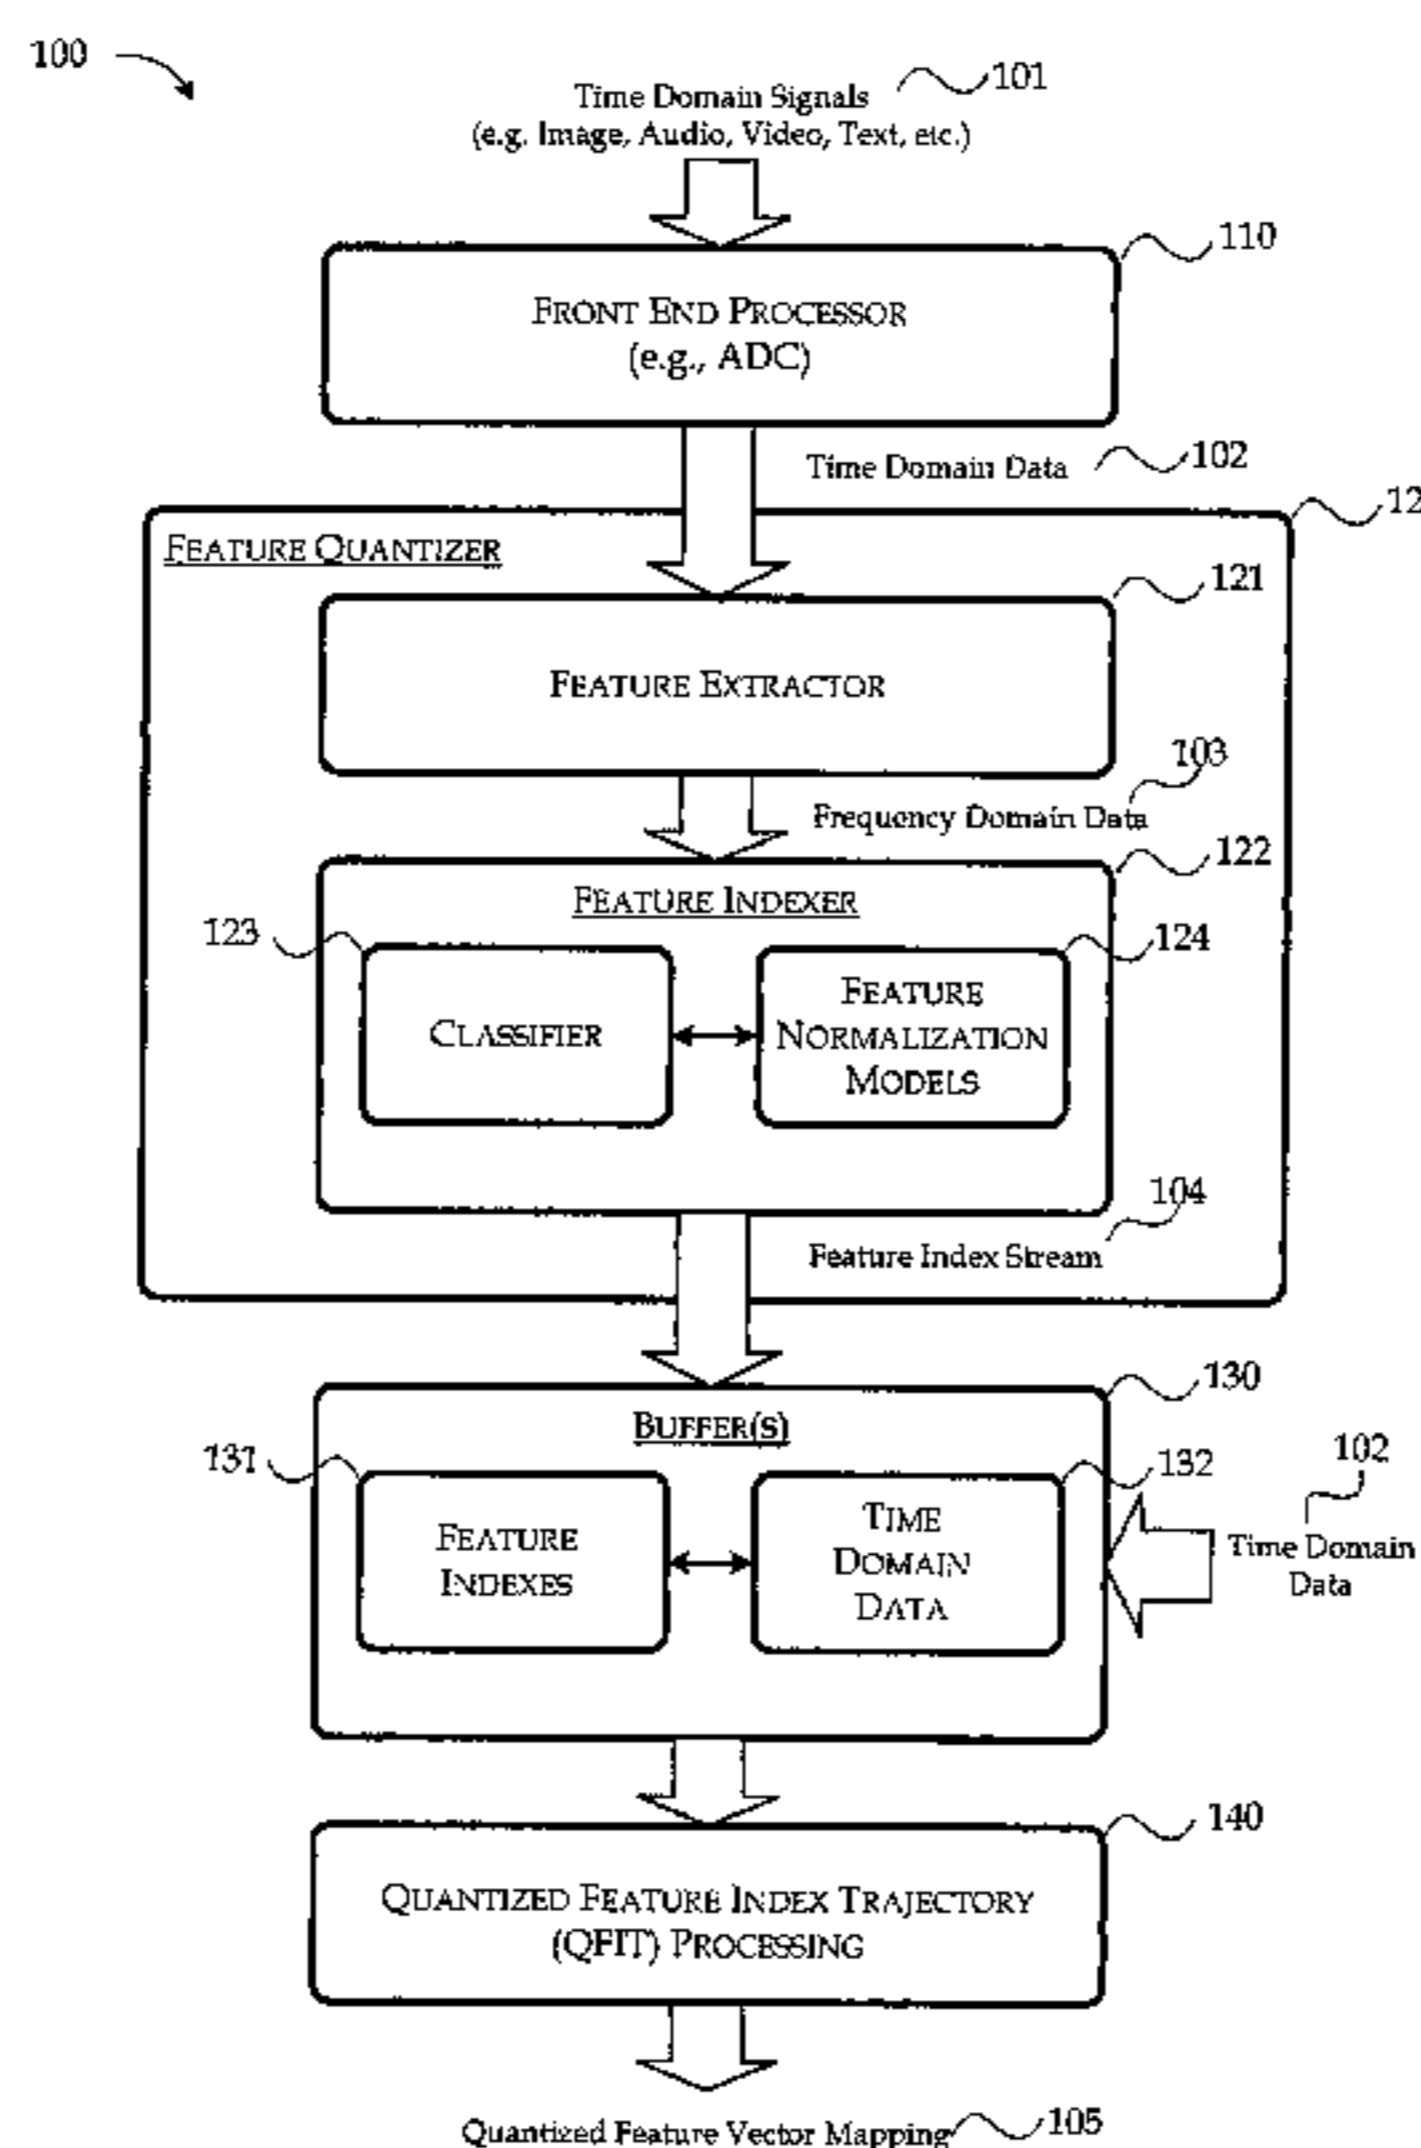 100
Time Domain Signals 101
(e.g. Image, Audio, Video, Text, etc.)
110
FRONT END PROCESSOR
(e.g., ADC)
Time Domain Data 102
12
FEATURE QUANTIZER
121
FEATURE EXTRACTOR
103
Frequency Domain Data
122
FEATURE INDEXER
123
124
CLASSIFIER
FEATURE
NORMALIZATION
MODELS
104
Feature Index Stream
130
BUFFER(S)
131
132
102
FEATURE
INDEXES
TIME
DOMAIN
DATA
Time Domain
Data
140
QUANTIZED FEATURE INDEX TRAJECTORY
(QFIT) PROCESSING
Quantized Feature Vector Mapping 105